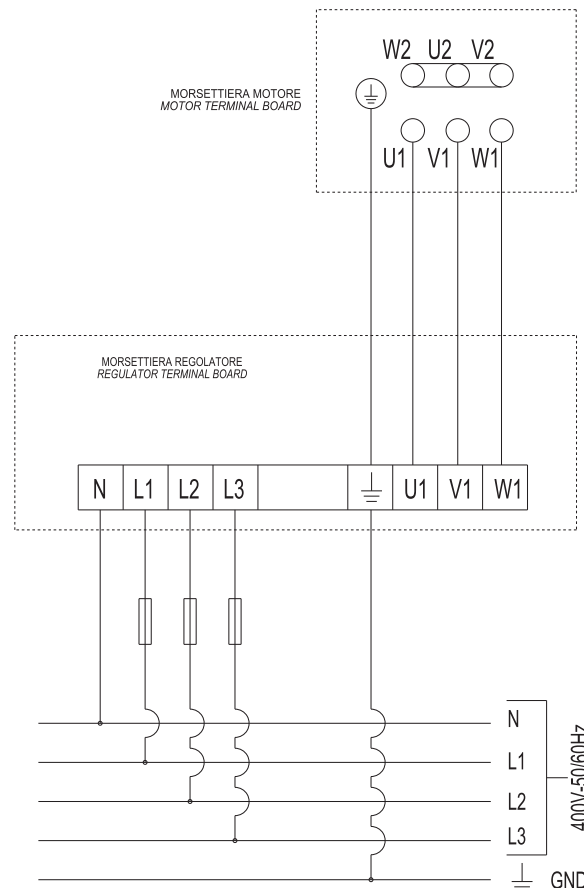 W2 U2 V2
MORSETTIERA MOTORE
MOTOR TERMINAL BOARD
U1 V1 W1
MORSETTIERA REGOLATORE
REGULATOR TERMINAL BOARD
N L1 L2 L3 U1 V1 W1
N
L1
L2
L3
400V-50/60Hz
GND